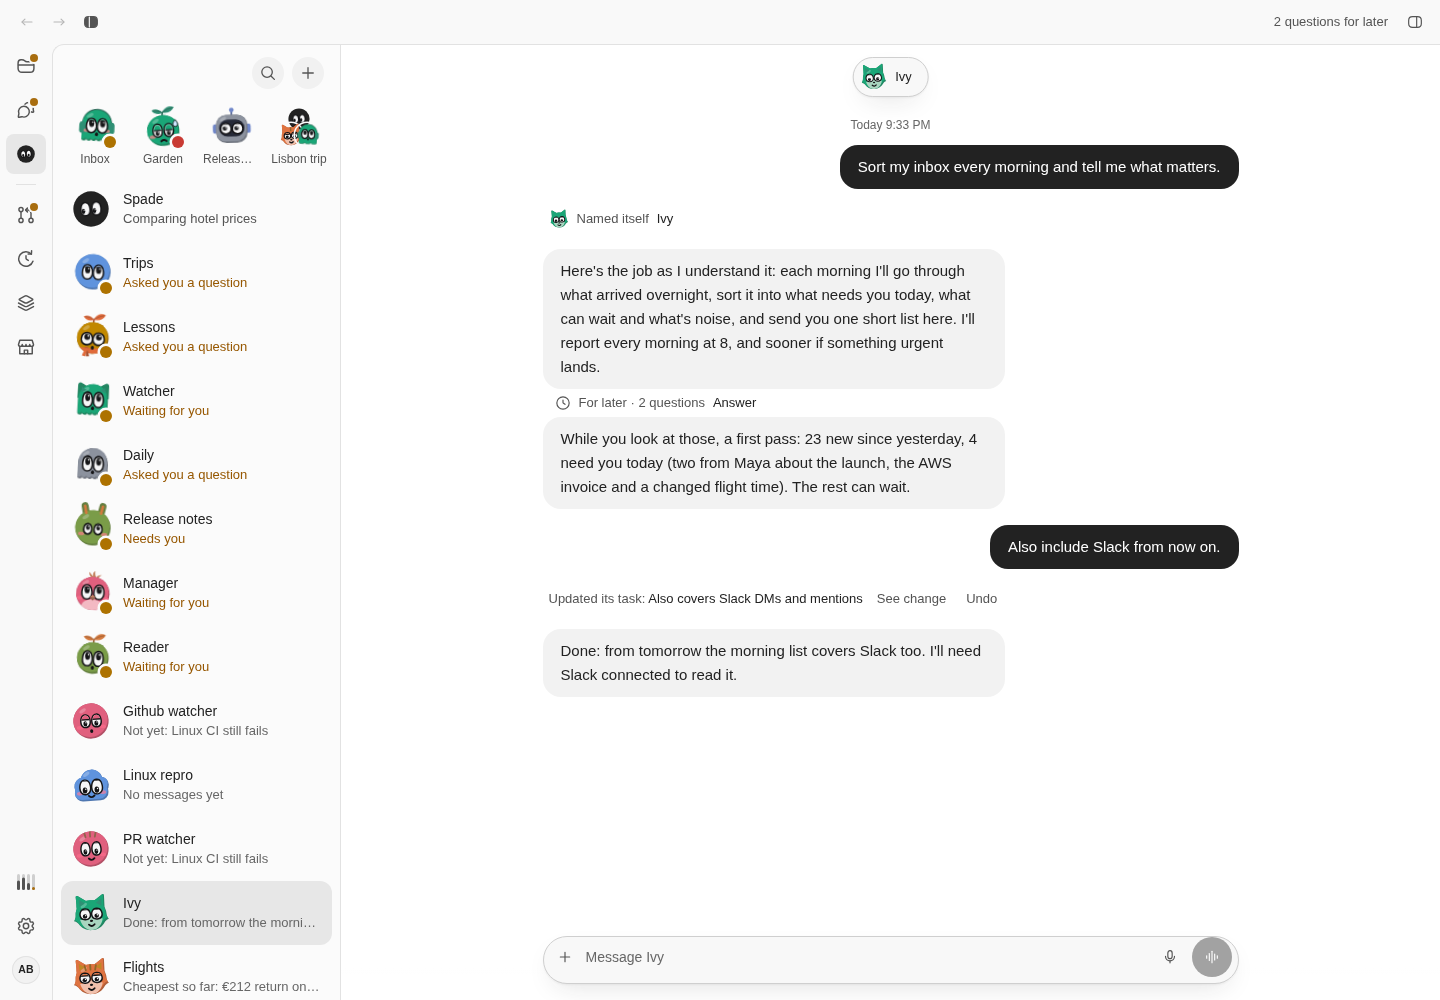 2 questions for later
Ivy
Inbox
Garden
Releas…
Lisbon trip
Today 9:33 PM
Sort my inbox every morning and tell me what matters.
Spade
Comparing hotel prices
Named itself Ivy
Trips
Asked you a question
Here's the job as I understand it: each morning I'll go through
what arrived overnight, sort it into what needs you today, what
can wait and what's noise, and send you one short list here. I'll
report every morning at 8, and sooner if something urgent
lands.
Lessons
Asked you a question
Watcher
Waiting for you
For later · 2 questions Answer
Daily
Asked you a question
While you look at those, a first pass: 23 new since yesterday, 4
need you today (two from Maya about the launch, the AWS
invoice and a changed flight time). The rest can wait.
Release notes
Needs you
Also include Slack from now on.
Manager
Waiting for you
Updated its task: Also covers Slack DMs and mentions See change Undo
Reader
Waiting for you
Done: from tomorrow the morning list covers Slack too. I'll need
Slack connected to read it.
Github watcher
Not yet: Linux CI still fails
Linux repro
No messages yet
PR watcher
Not yet: Linux CI still fails
Ivy
Done: from tomorrow the morni…
Flights
Cheapest so far: €212 return on…
Message Ivy
AB